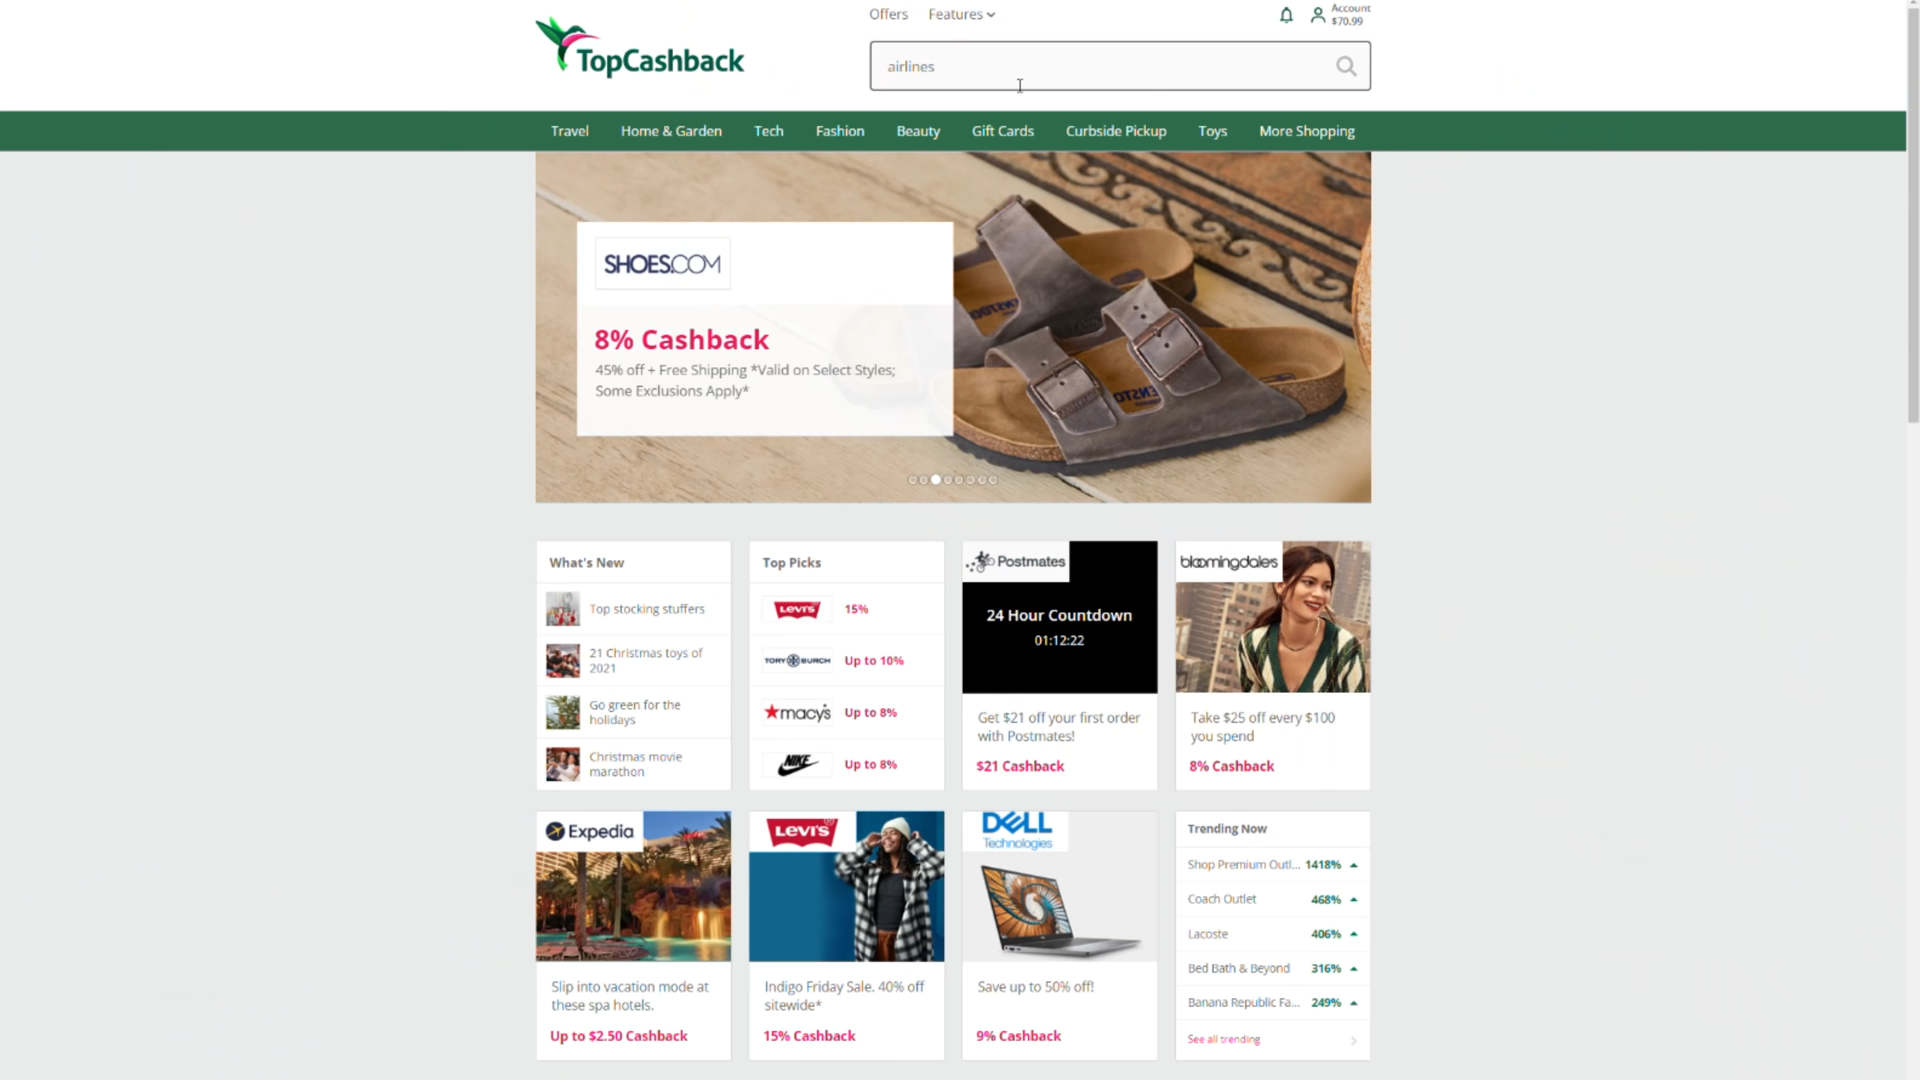 Offers Features
Account
$70.99
TopCashback
airlines
Travel Home & Garden Tech Fashion Beauty Gift Cards Curbside Pickup Toys More Shopping
SHOES.COM
8% Cashback
45% off + Free Shipping *Valid on Select Styles;
Some Exclusions Apply*
What's New
Top stocking stuffers
21 Christmas toys of
2021
Go green for the
holidays
Christmas movie
marathon
Top Picks
LEVI'S 15%
TORY BURCH Up to 10%
macy's Up to 8%
NIKE Up to 8%
Postmates
24 Hour Countdown
01:12:22
Get $21 off your first order
with Postmates!
$21 Cashback
bloomingdales
Take $25 off every $100
you spend
8% Cashback
Expedia
Slip into vacation mode at
these spa hotels.
Up to $2.50 Cashback
LEVI'S
Indigo Friday Sale. 40% off
sitewide*
15% Cashback
DELL
Technologies
Save up to 50% off!
9% Cashback
Trending Now
Shop Premium Outl... 1418%
Coach Outlet 468%
Lacoste 406%
Bed Bath & Beyond 316%
Banana Republic Fa... 249%
See all trending